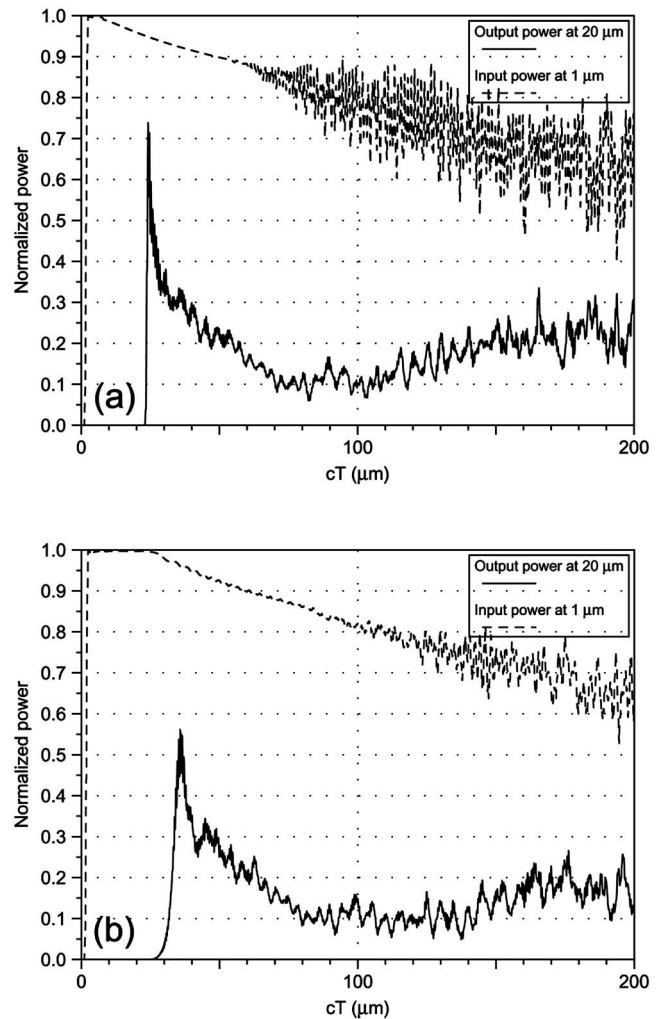 Normalized power
1.0
0.9
0.8
0.7
0.6
0.5
0.4
0.3
0.2
0.1
0.0
Output power at 20 μm
Input power at 1 μm
(a)
0
100
200
cT (μm)
Normalized power
1.0
0.9
0.8
0.7
0.6
0.5
0.4
0.3
0.2
0.1
0.0
Output power at 20 μm
Input power at 1 μm
(b)
0
100
200
cT (μm)